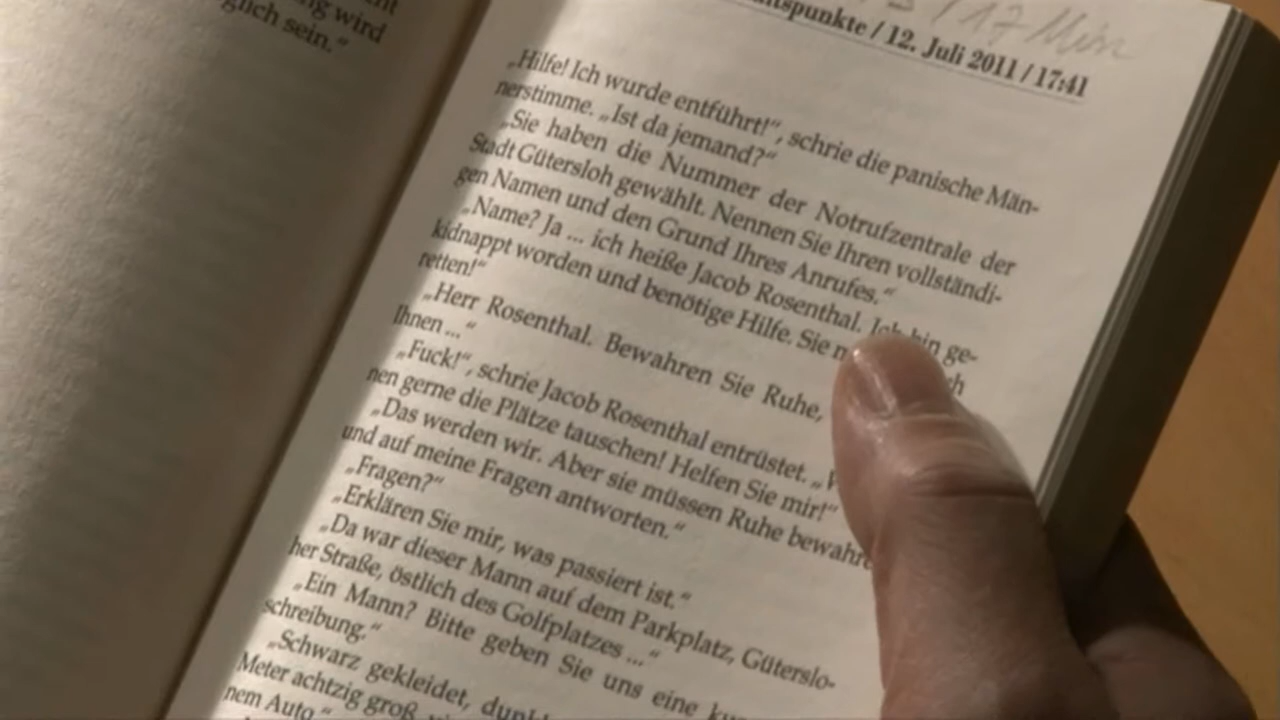 wird
sein.“
/ 17 Min
/ 12. Juli 2011 / 17:41
„Hilfe! Ich wurde entführt!“, schrie die panische Män-
nerstimme. „Ist da jemand?“
„Sie haben die Nummer der Notrufzentrale der
Stadt Gütersloh gewählt. Nennen Sie Ihren vollständi-
gen Namen und den Grund Ihres Anrufes.“
„Name? Ja ... ich heiße Jacob Rosenthal. Ich bin ge-
kidnappt worden und benötige Hilfe. Sie
retten!“
„Herr Rosenthal. Bewahren Sie Ruhe,
Ihnen ...“
„Fuck!“, schrie Jacob Rosenthal entrüstet.
nen gerne die Plätze tauschen! Helfen Sie mir!“
„Das werden wir. Aber sie müssen Ruhe
und auf meine Fragen antworten.“
„Fragen?“
„Erklären Sie mir, was passiert ist.“
„Da war dieser Mann auf dem Parkplatz, Güterslo-
her Straße, östlich des Golfplatzes ...“
„Ein Mann? Bitte geben Sie uns eine
schreibung.“
„Schwarz gekleidet,
Meter achtzig groß,
nem Auto.“